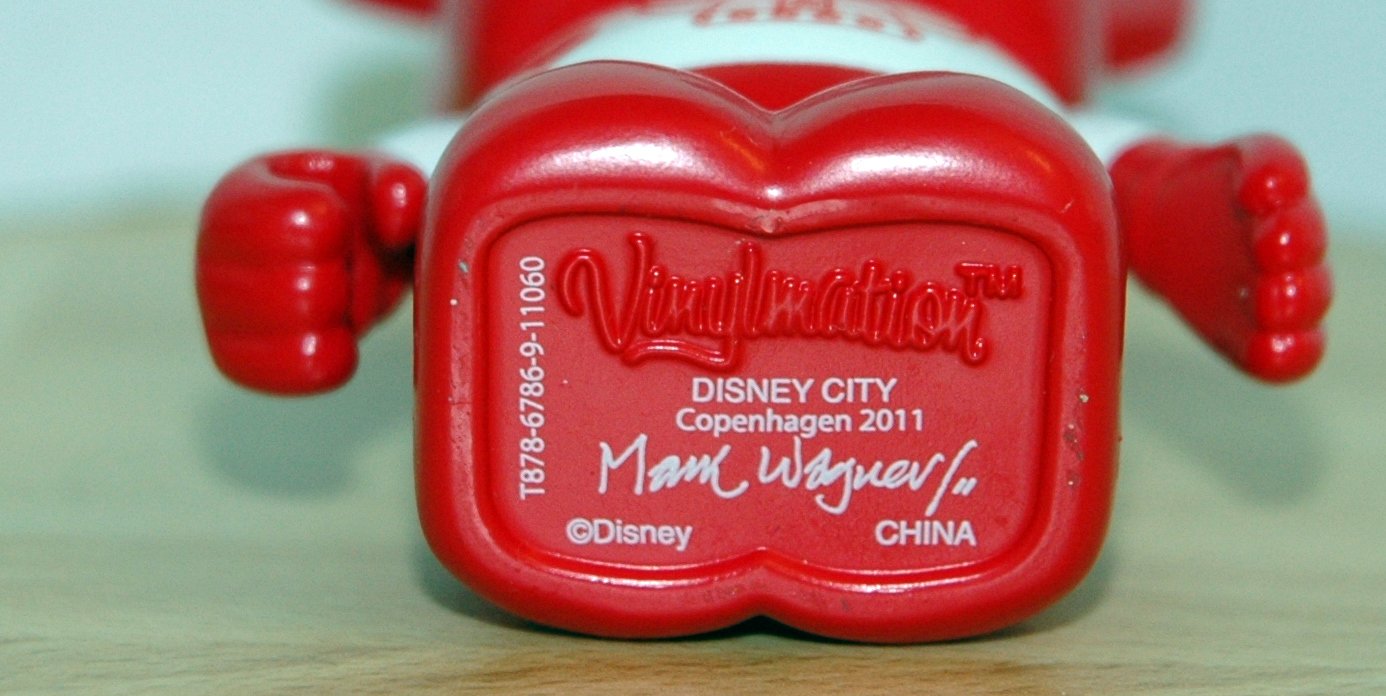 Vinylmation™
T878-6786-9-11060
DISNEY CITY
Copenhagen 2011
Mark Wagner/11
©Disney
CHINA